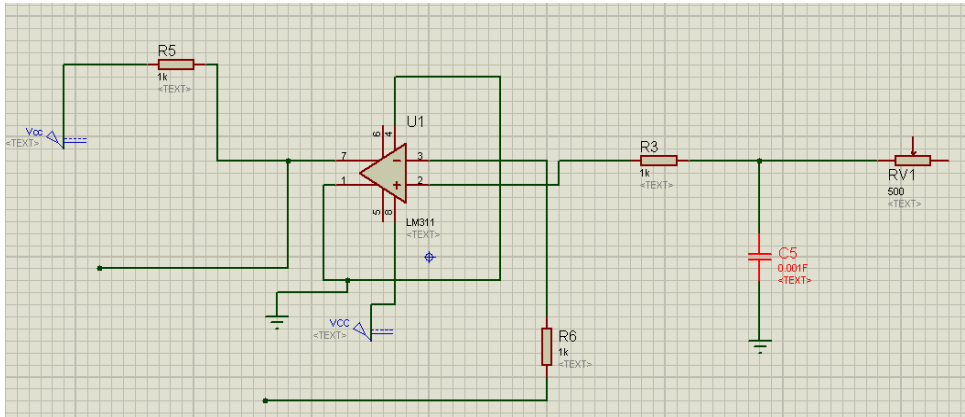 R5
1k
<TEXT>
Vcc
<TEXT>
U1
6
4
7
3
1
2
5
8
LM311
<TEXT>
R3
1k
<TEXT>
RV1
500
<TEXT>
C5
0.001F
<TEXT>
VCC
<TEXT>
R6
1k
<TEXT>